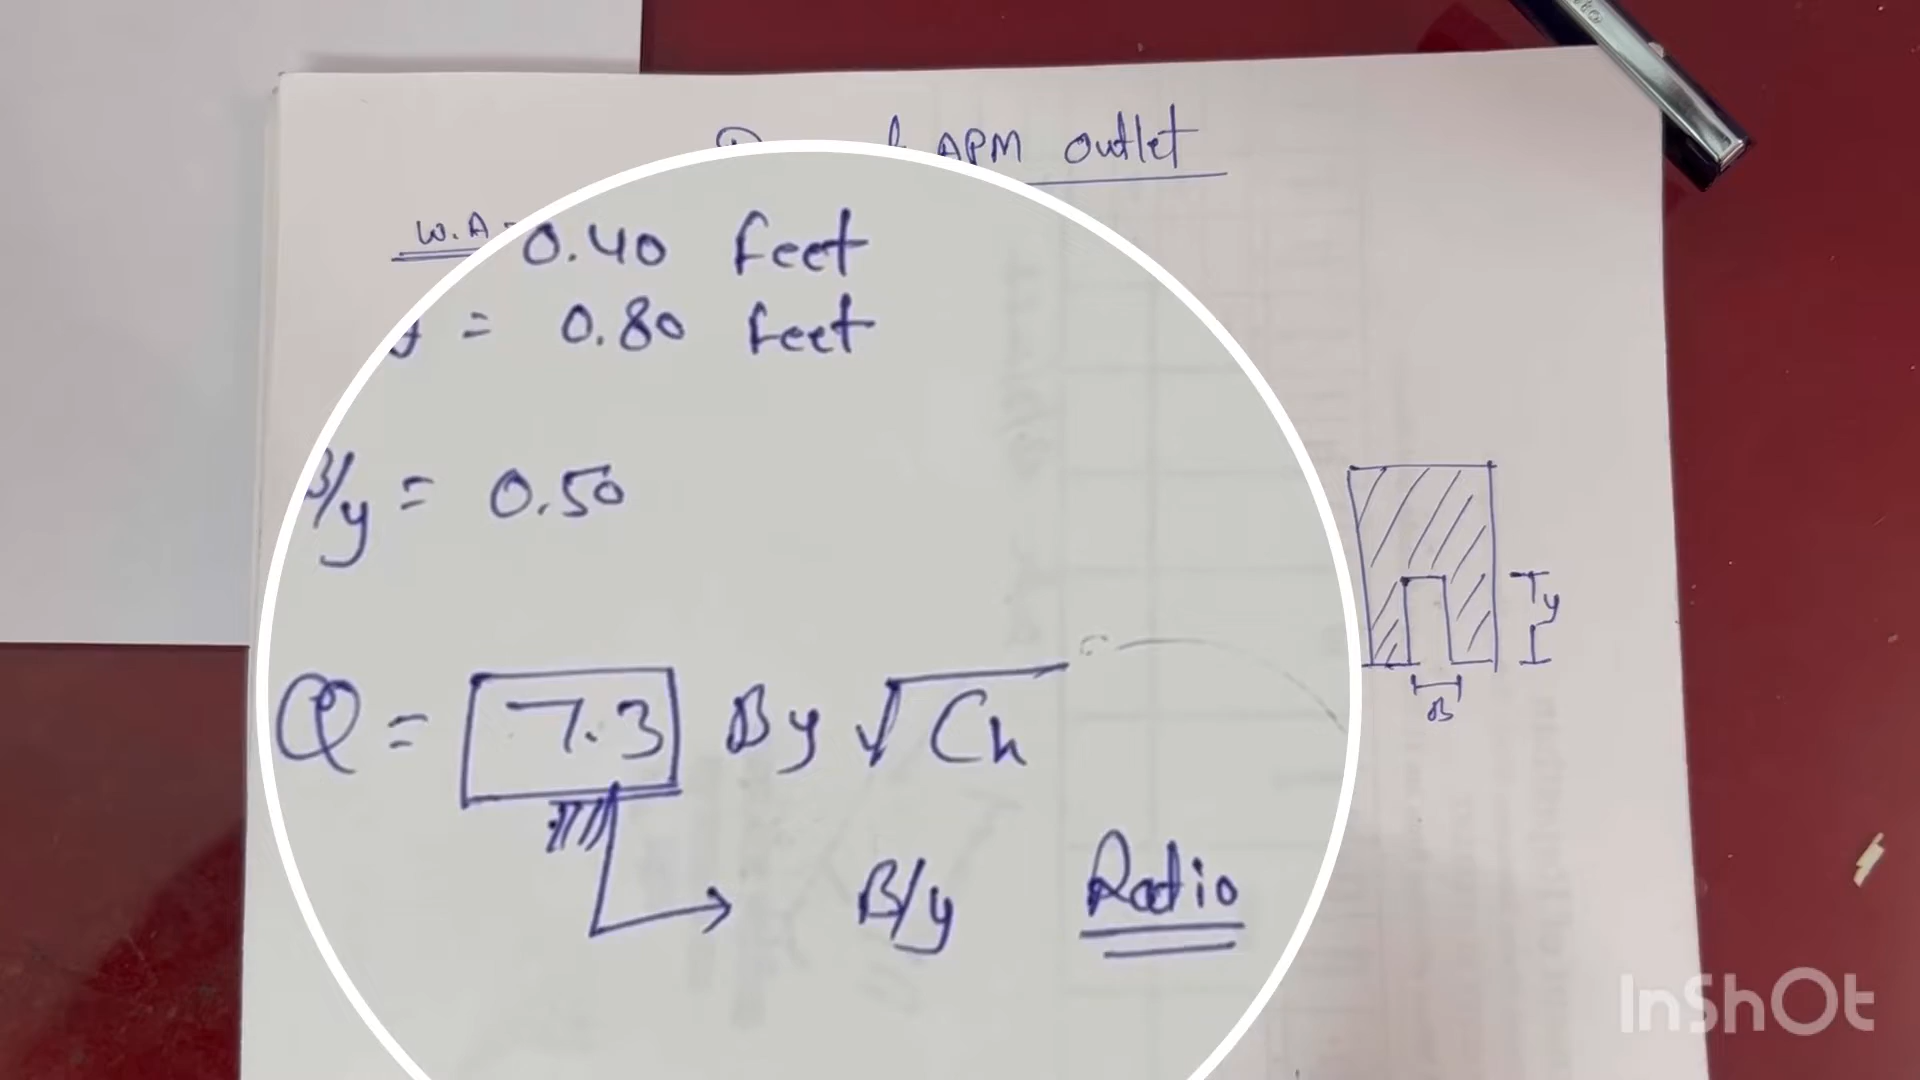 APM outlet
W.A
0.40 feet
= 0.80 feet
B/y = 0.50
Q = 7.3 By √Ch
B/y Ratio
y
B
InShOt